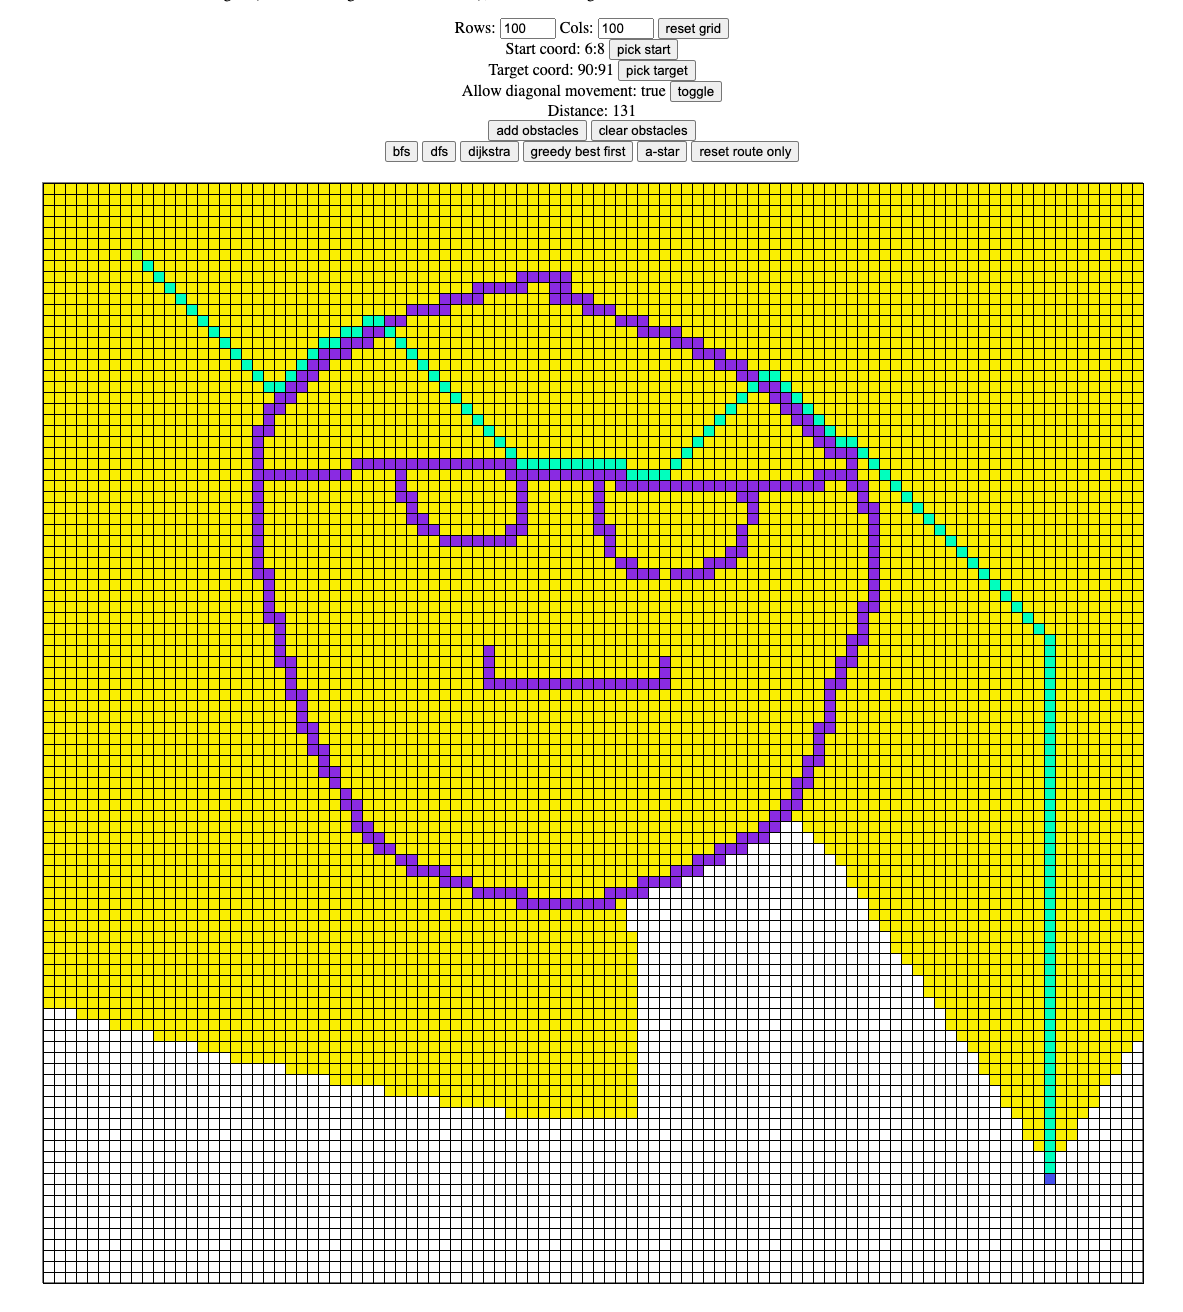 Rows: 100 Cols: 100 reset grid
Start coord: 6:8 pick start
Target coord: 90:91 pick target
Allow diagonal movement: true toggle
Distance: 131
add obstacles clear obstacles
bfs dfs dijkstra greedy best first a-star reset route only